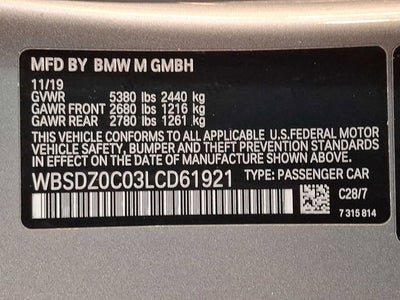 MFD BY BMW M GMBH
11/19
GVWR 5380 lbs 2440 kg
GAWR FRONT 2680 lbs 1216 kg
GAWR REAR 2780 lbs 1261 kg
THIS VEHICLE CONFORMS TO ALL APPLICABLE U.S.FEDERAL MOTOR
VEHICLE SAFETY, BUMPER AND THEFT PREVENTION STANDARDS
IN EFFECT ON THE DATE OF MANUFACTURE SHOWN ABOVE.
WBSDZ0C03LCD61921 TYPE: PASSENGER CAR
C28/7
7 315 814